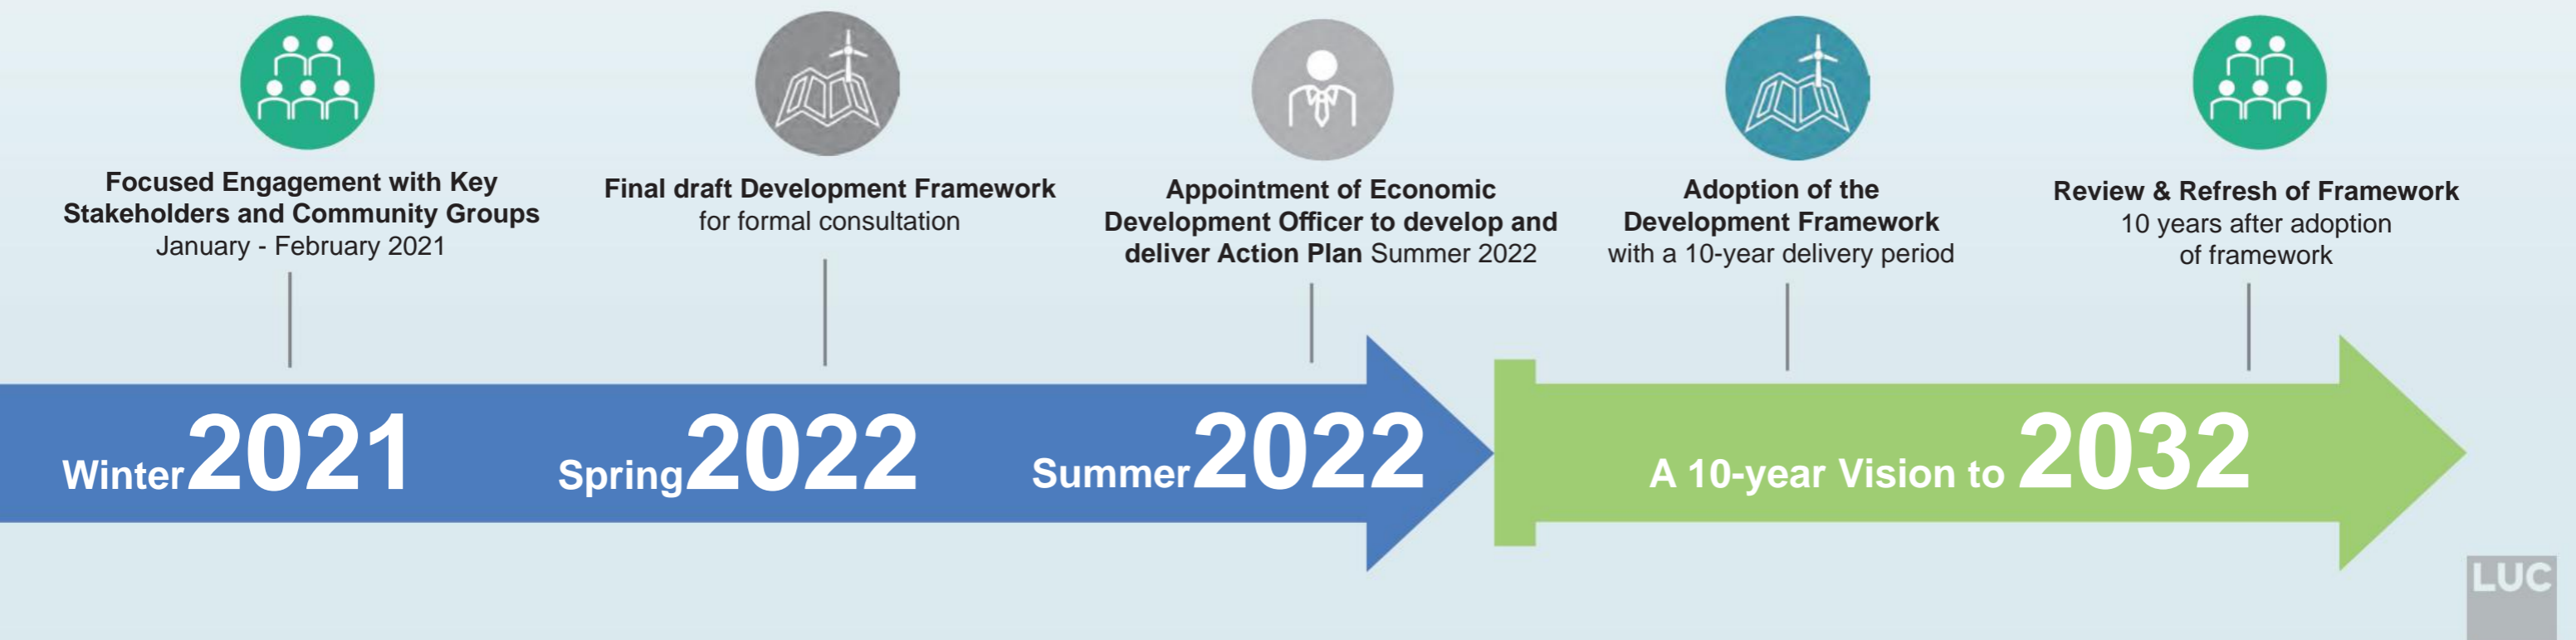 Focused Engagement with Key
Stakeholders and Community Groups
January - February 2021
Final draft Development Framework
for formal consultation
Appointment of Economic
Development Officer to develop and
deliver Action Plan Summer 2022
Adoption of the
Development Framework
with a 10-year delivery period
Review & Refresh of Framework
10 years after adoption
of framework
Winter 2021
Spring 2022
Summer 2022
A 10-year Vision to 2032
LUC